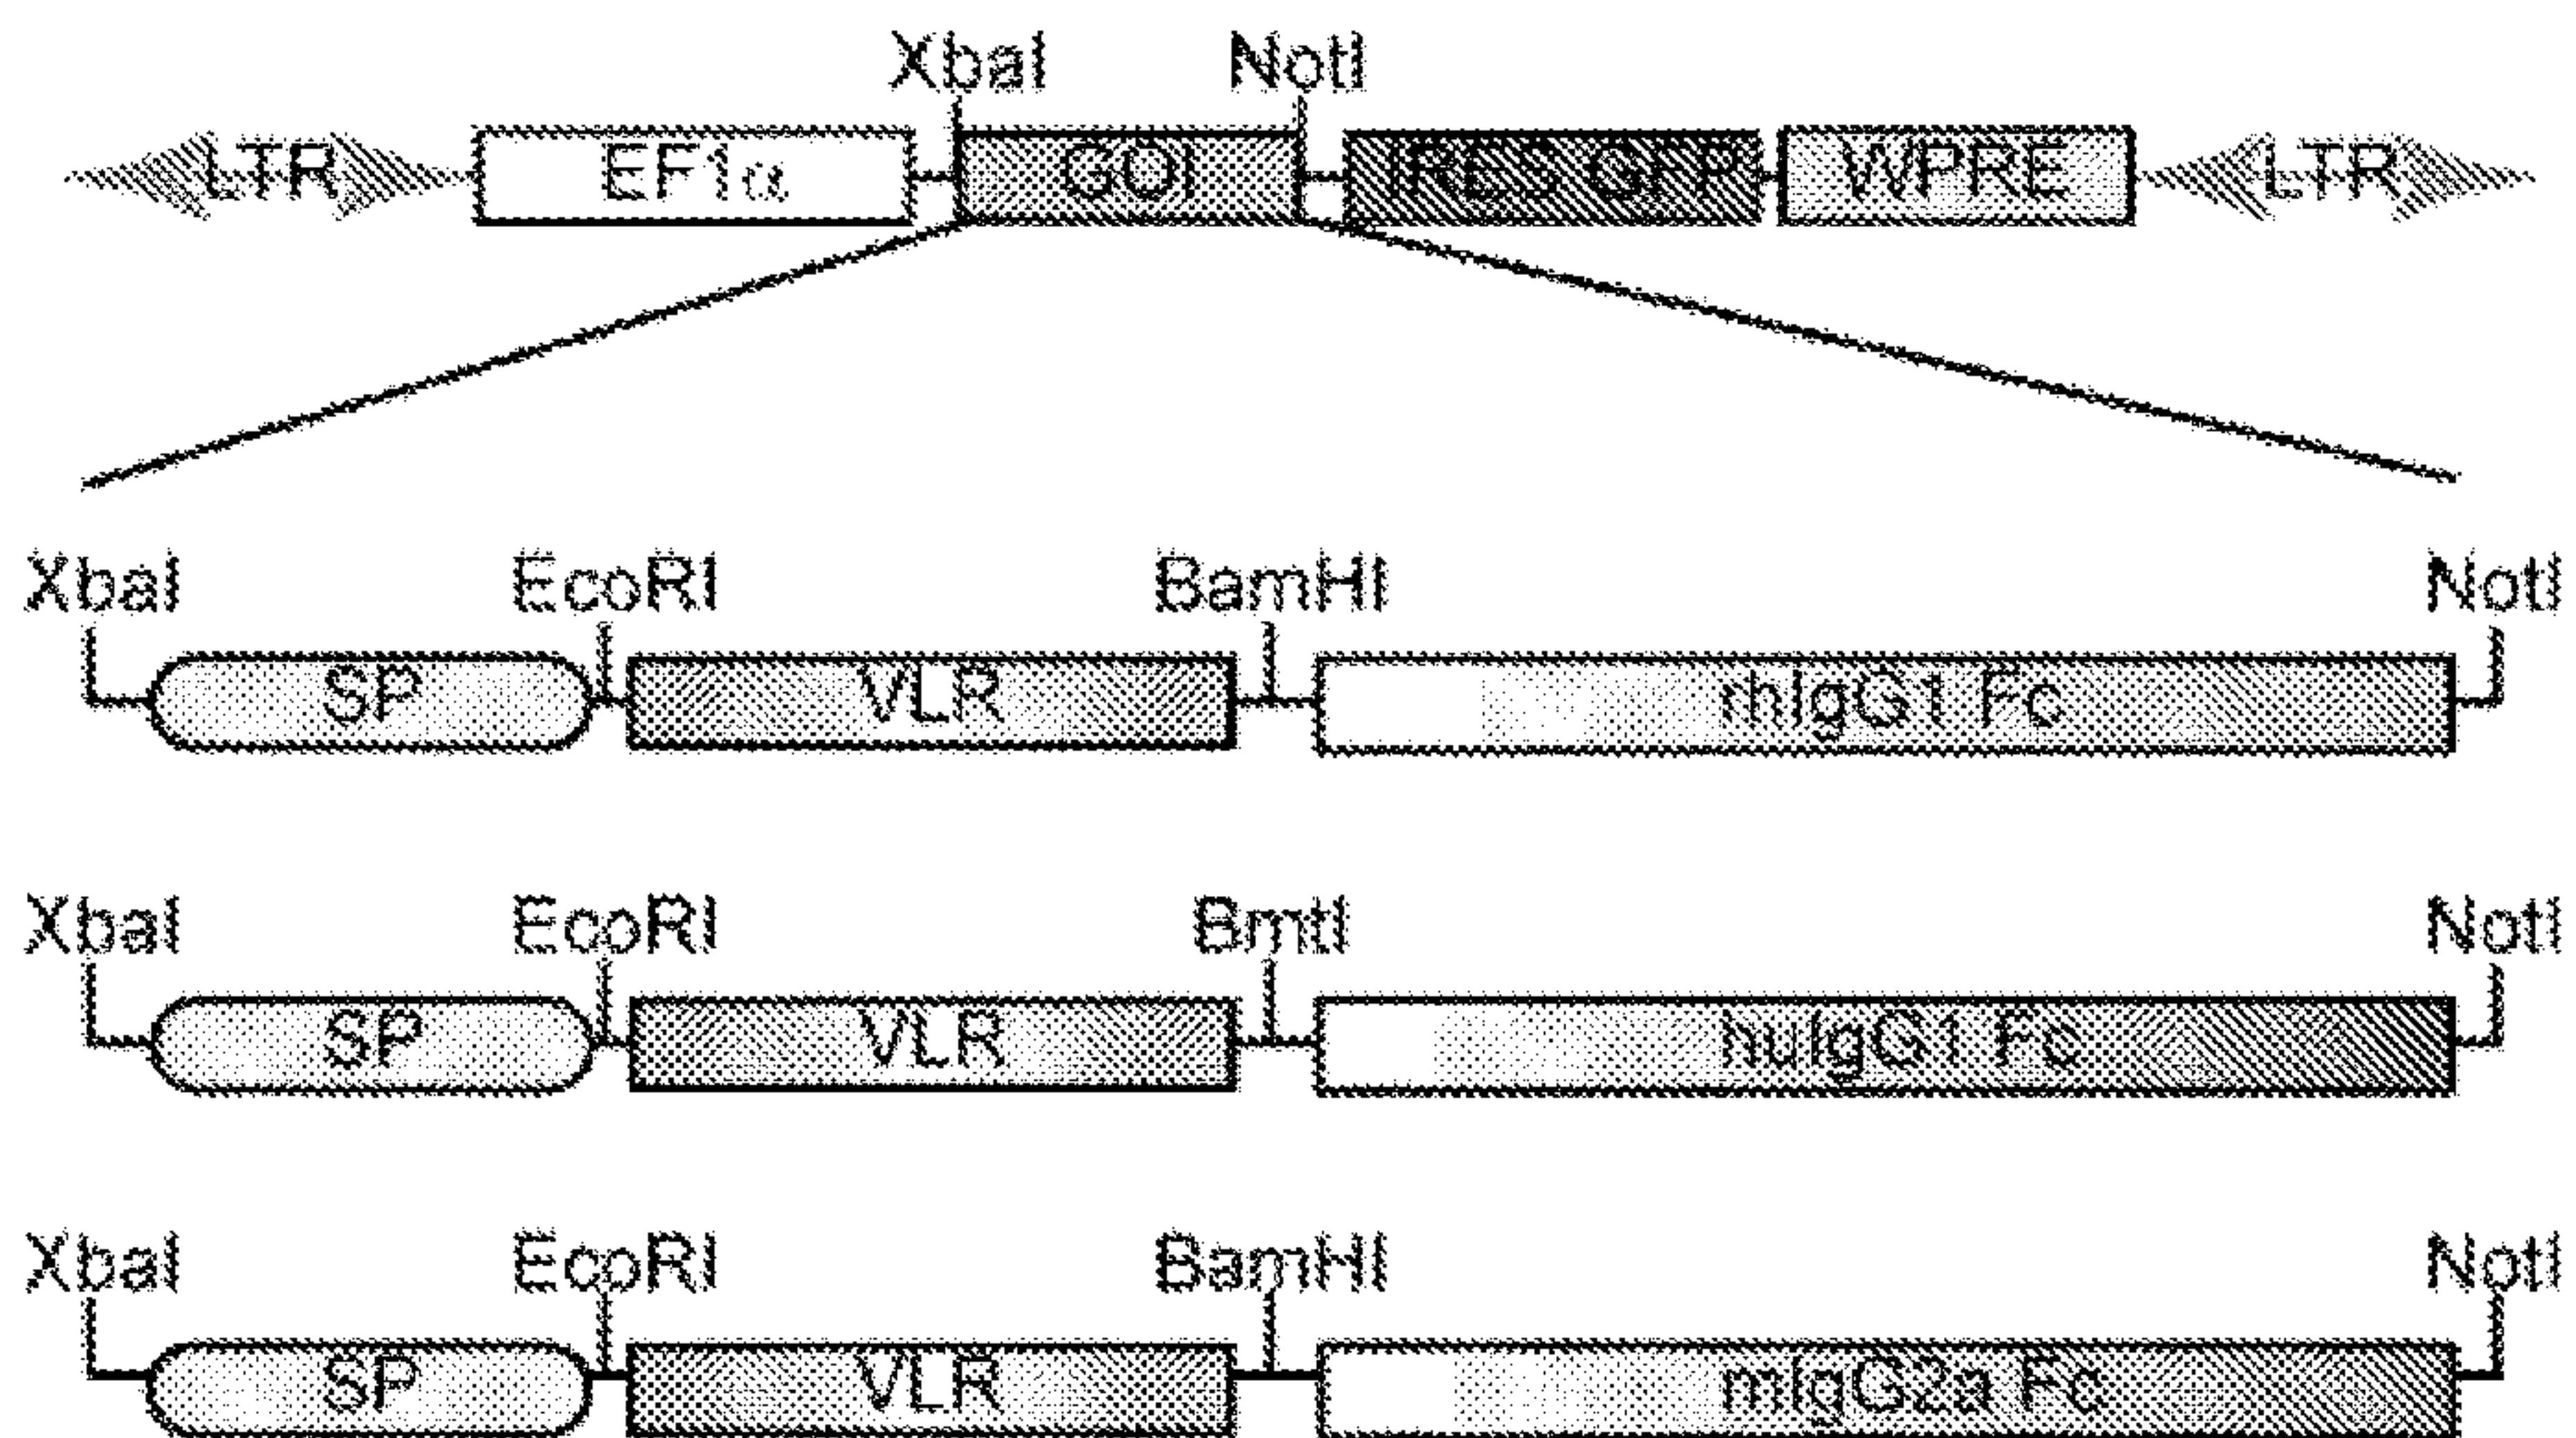 XbaI NotI
LTR EF1α GOI IRES GFP WPRE LTR
XbaI EcoRI BamHI NotI
SP VLR rhIgG1 Fc
XbaI EcoRI BmtI NotI
SP VLR huIgG1 Fc
XbaI EcoRI BamHI NotI
SP VLR mIgG2a Fc